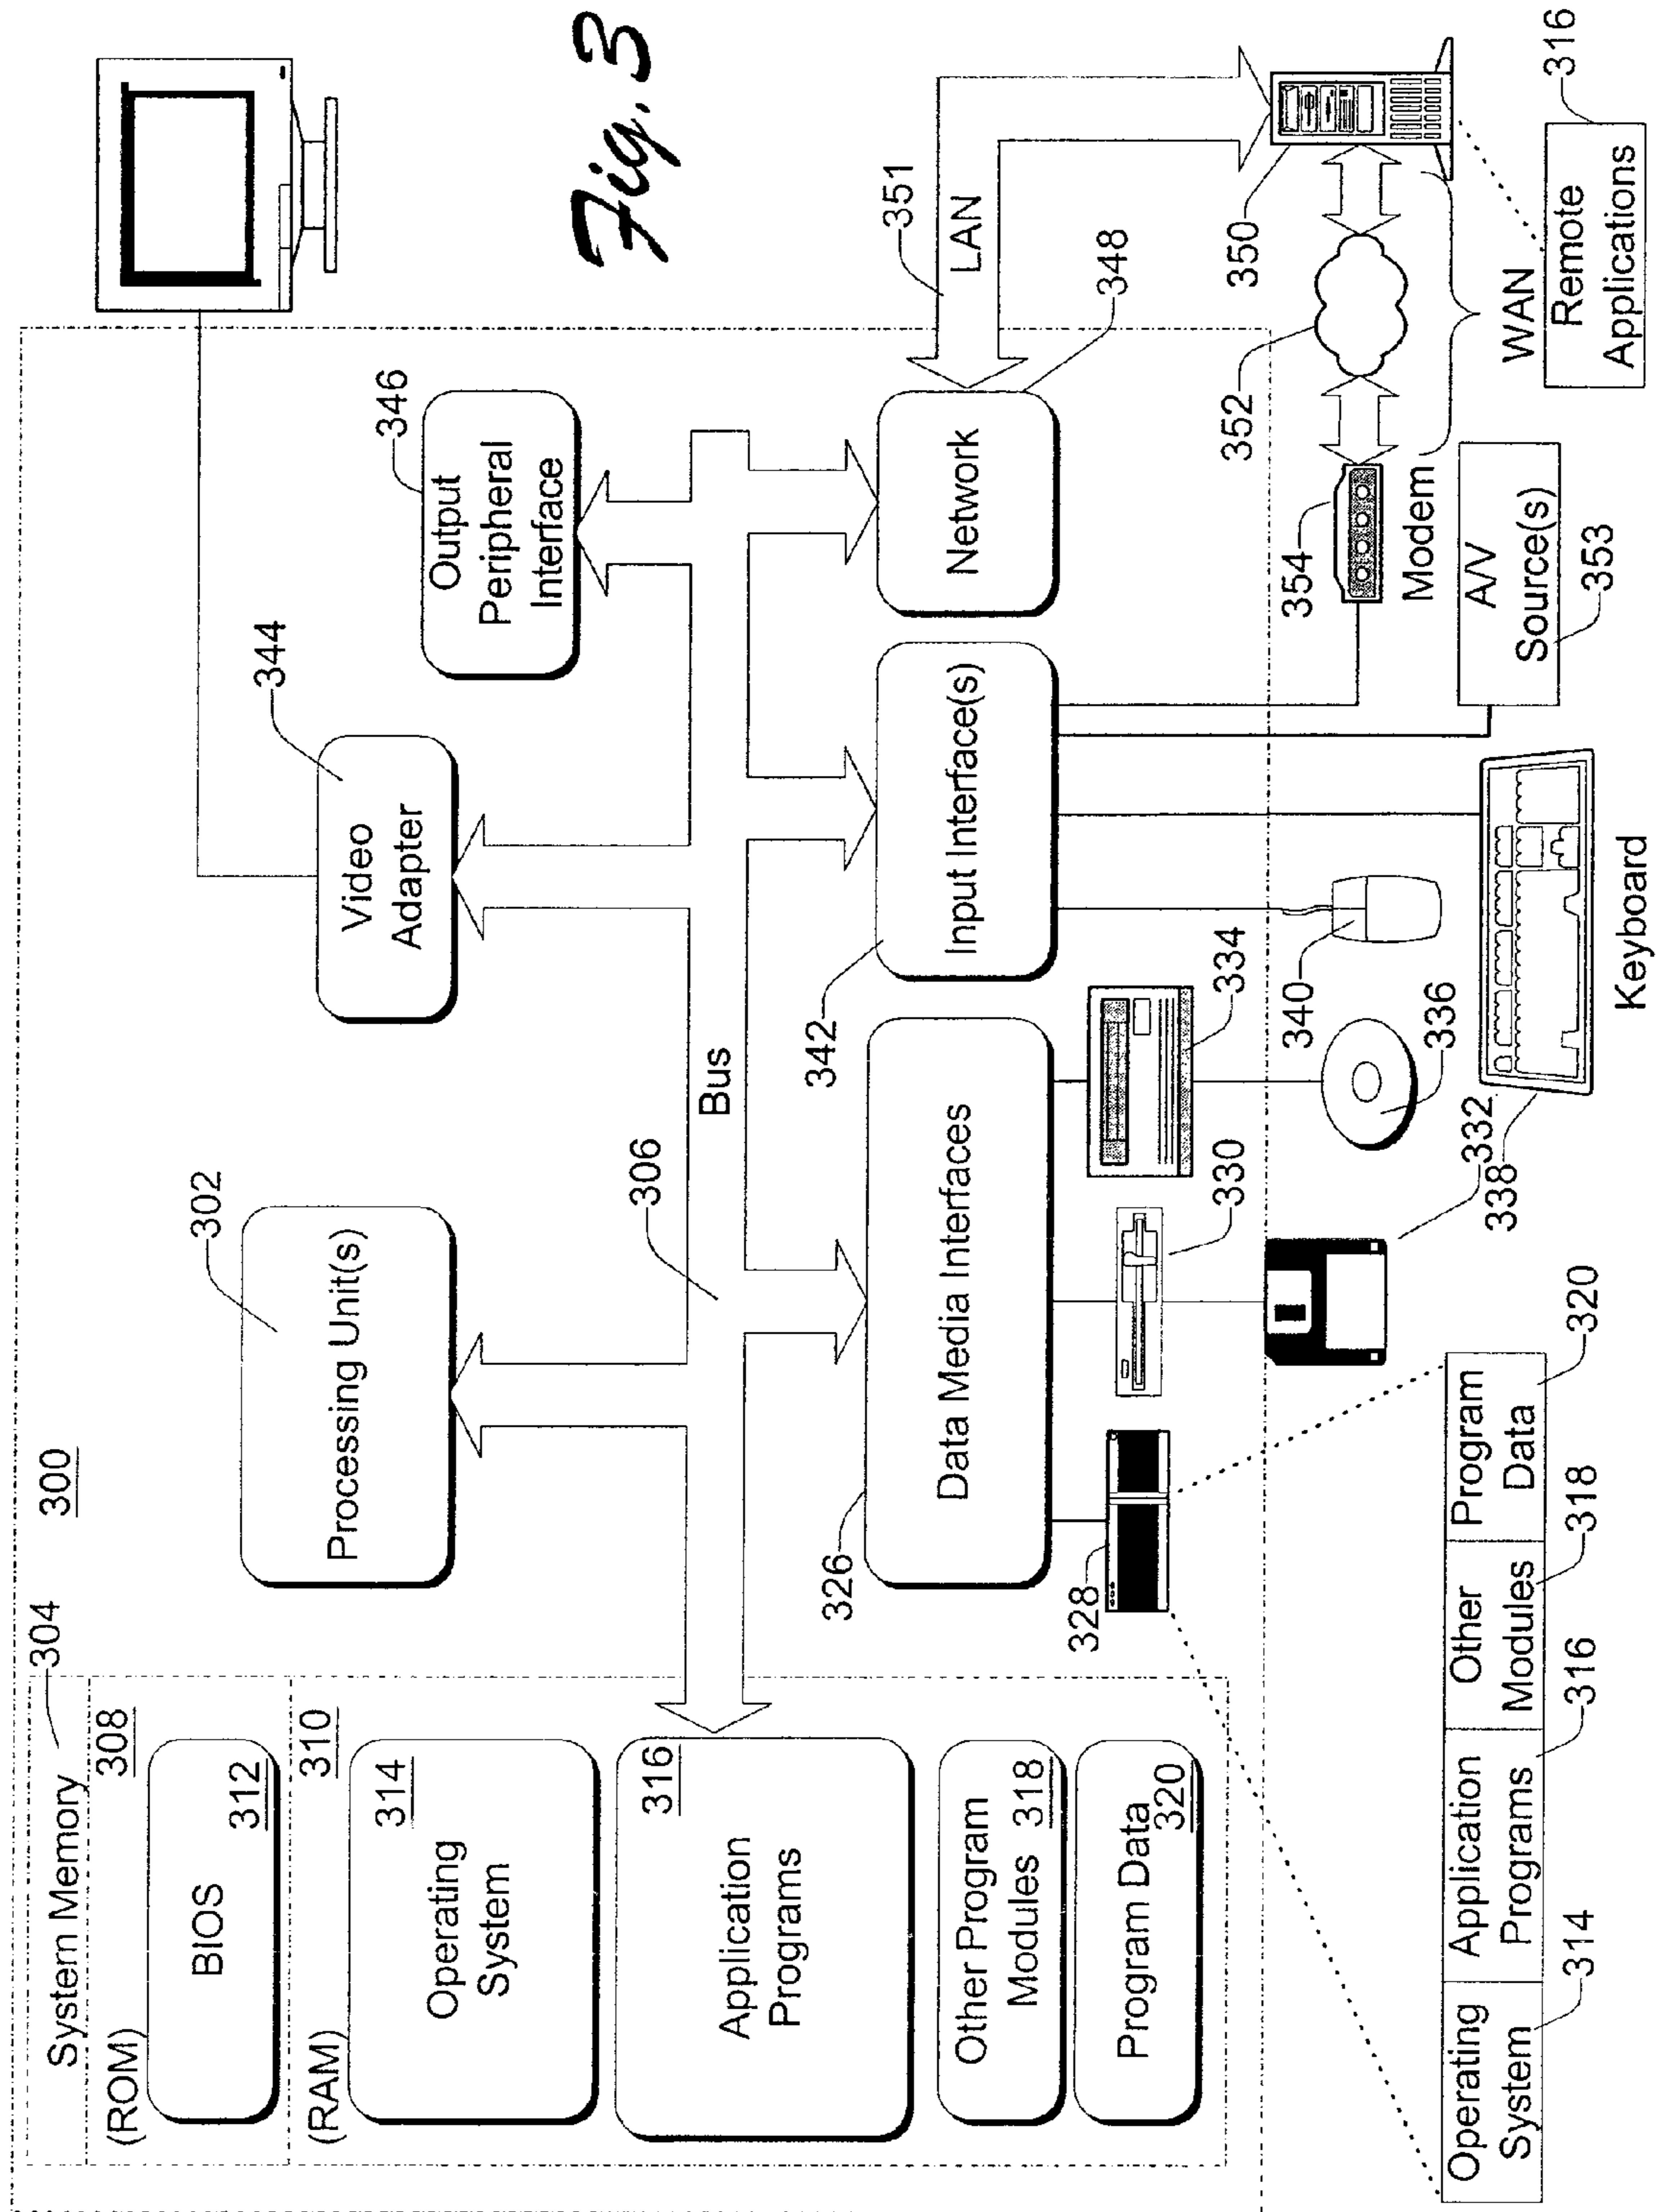 300
System Memory
304
(ROM)
308
BIOS
312
(RAM)
310
Operating
System
314
Application
Programs
316
Other Program
Modules
318
Program Data
320
Processing Unit(s)
302
Video
Adapter
344
Output
Peripheral
Interface
346
Fig. 3
306
Bus
326
Data Media Interfaces
342
Input Interface(s)
Network
348
351
LAN
328
330
334
340
354
352
350
332
336
Modem
WAN
338
Keyboard
A/V
Source(s)
353
Remote
Applications
316
Operating
System
314
Application
Programs
316
Other
Modules
318
Program
Data
320